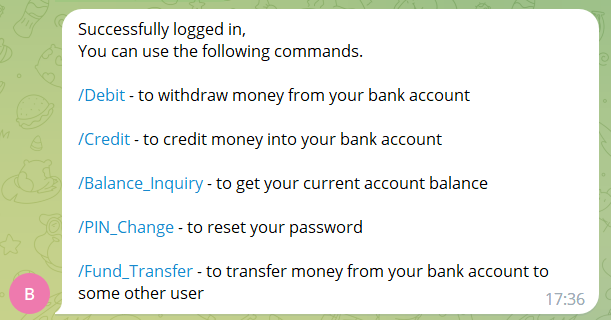 Successfully logged in,
You can use the following commands.
/Debit - to withdraw money from your bank account
/Credit - to credit money into your bank account
/Balance_Inquiry - to get your current account balance
/PIN_Change - to reset your password
/Fund_Transfer - to transfer money from your bank account to
some other user
B
17:36